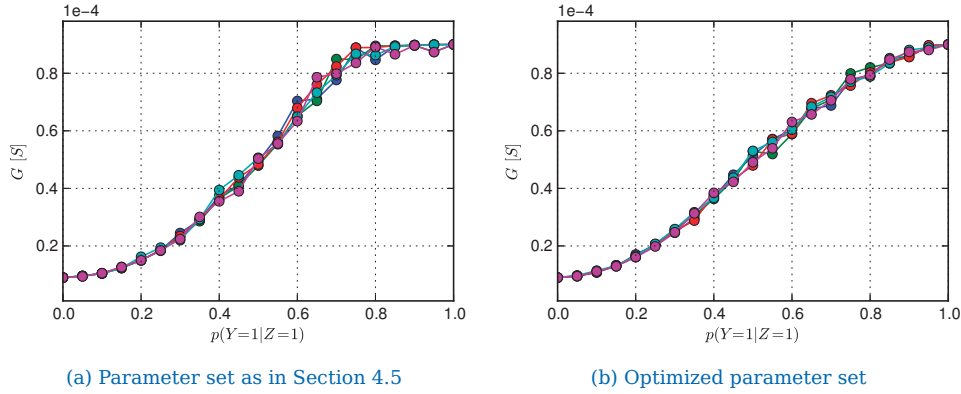 1e−4
0.8
0.6
0.4
0.2
G [S]
0.0 0.2 0.4 0.6 0.8 1.0
p(Y=1|Z=1)
(a) Parameter set as in Section 4.5
1e−4
0.8
0.6
0.4
0.2
G [S]
0.0 0.2 0.4 0.6 0.8 1.0
p(Y=1|Z=1)
(b) Optimized parameter set